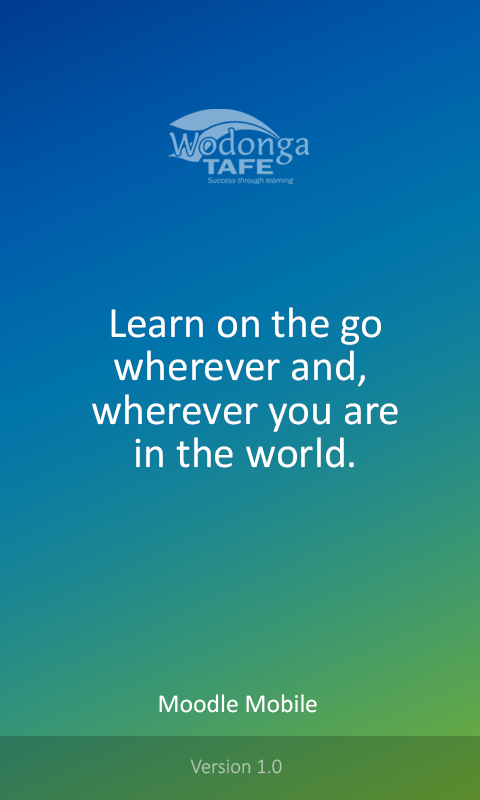 Wodonga
TAFE
Success through learning
Learn on the go
wherever and,
wherever you are
in the world.
Moodle Mobile
Version 1.0